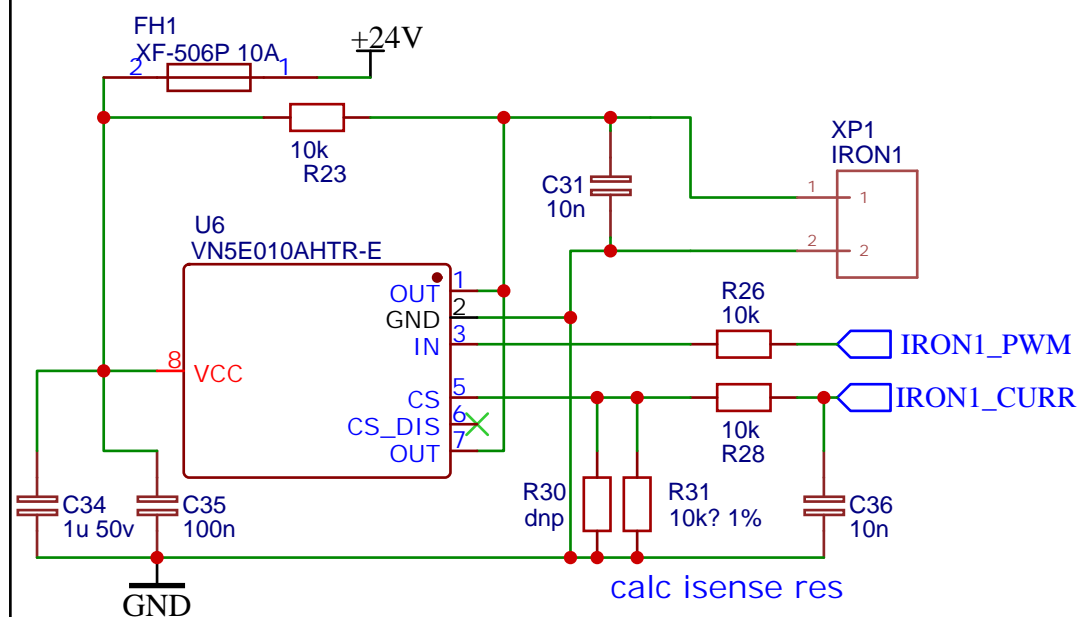 FH1
XF-506P 10A
+24V
2
1
10k
R23
C31
10n
XP1
IRON1
1
1
2
2
U6
VN5E010AHTR-E
OUT
1
GND
2
IN
3
8
VCC
CS
5
CS_DIS
6
OUT
7
R26
10k
IRON1_PWM
IRON1_CURR
10k
R28
C34
1u 50v
C35
100n
R30
dnp
R31
10k? 1%
C36
10n
calc isense res
GND